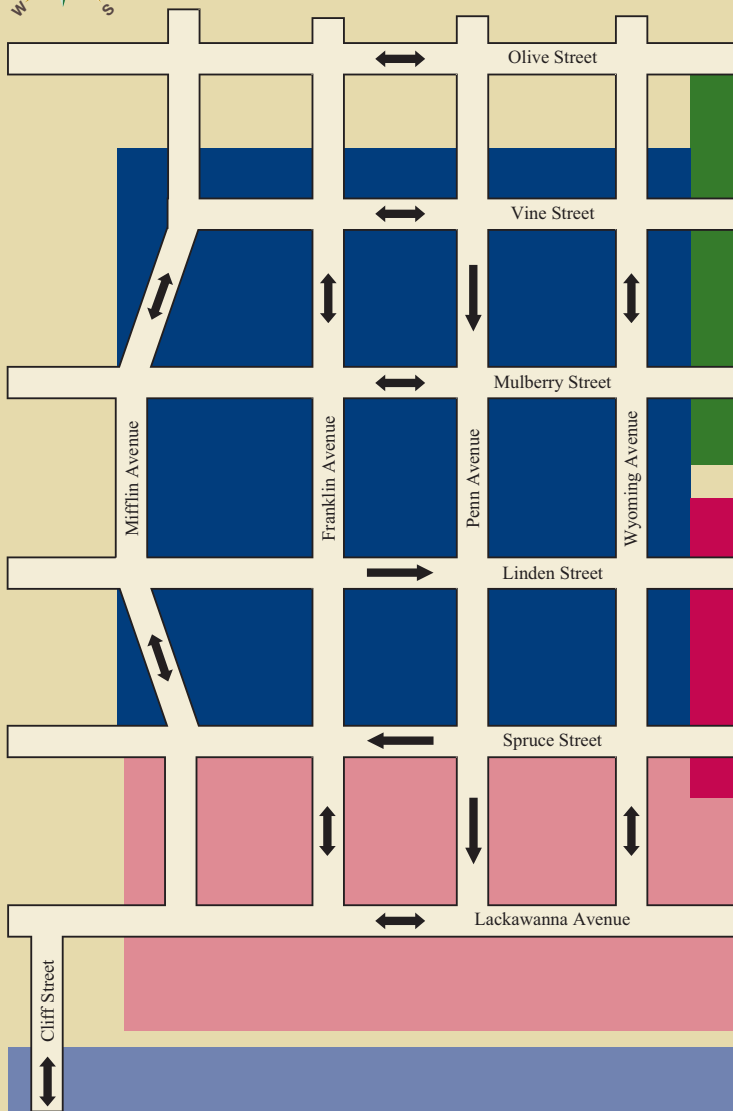 W
S
Olive Street
Vine Street
Mulberry Street
Mifflin Avenue
Franklin Avenue
Penn Avenue
Wyoming Avenue
Linden Street
Spruce Street
Lackawanna Avenue
Cliff Street